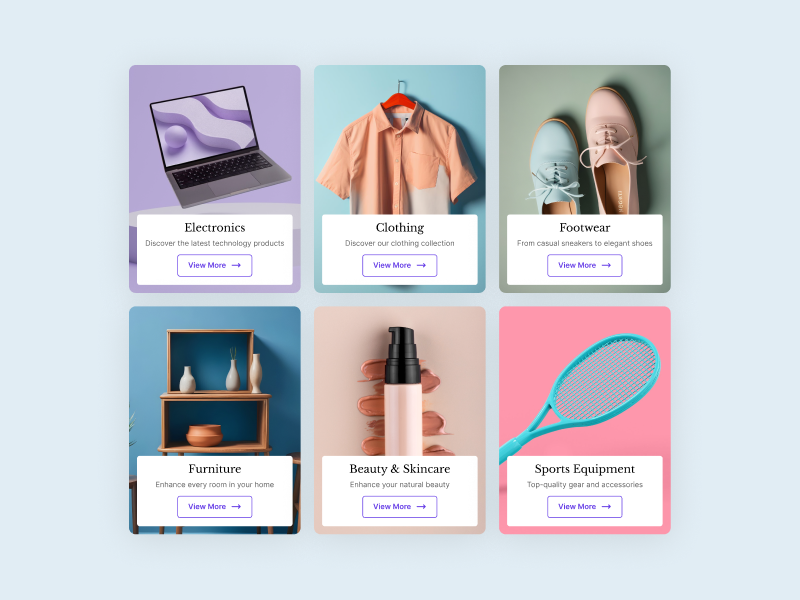 Electronics
Discover the latest technology products
View More
Clothing
Discover our clothing collection
View More
Footwear
From casual sneakers to elegant shoes
View More
Furniture
Enhance every room in your home
View More
Beauty & Skincare
Enhance your natural beauty
View More
Sports Equipment
Top-quality gear and accessories
View More